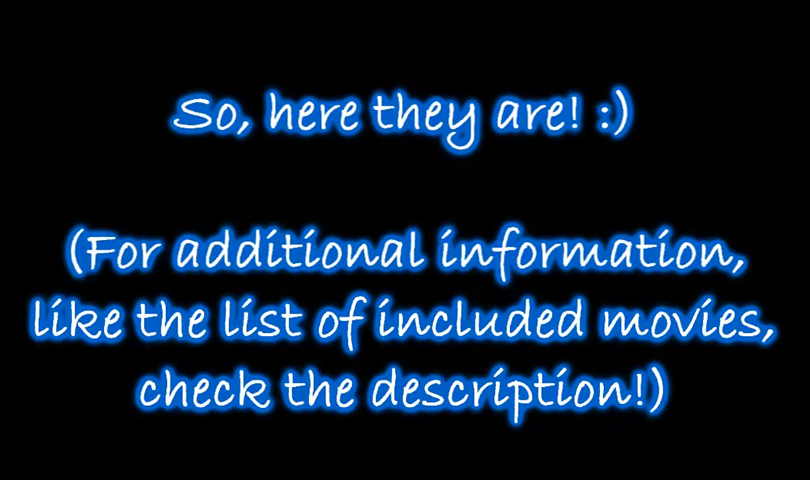 So, here they are! :)
(For additional information,
like the list of included movies,
check the description!)